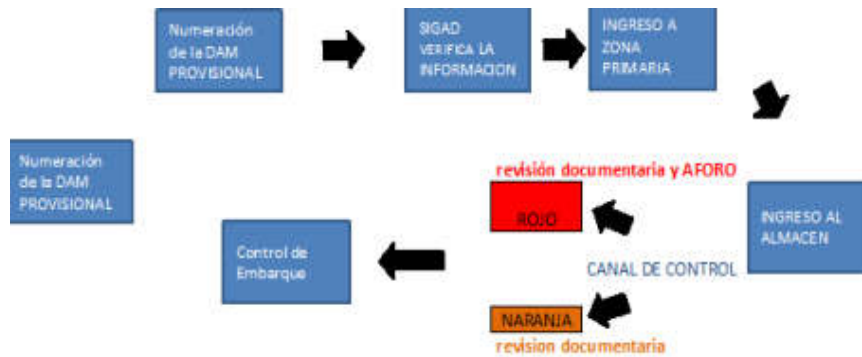 Numeración
de la DAM
PROVISIONAL
SIGAD
VERIFICA LA
INFORMACION
INGRESO A
ZONA
PRIMARIA
Numeración
de la DAM
PROVISIONAL
revisión documentaria y AFORO
ROJO
INGRESO AL
ALMACEN
Control de
Embarque
CANAL DE CONTROL
NARANJA
revision documentaria